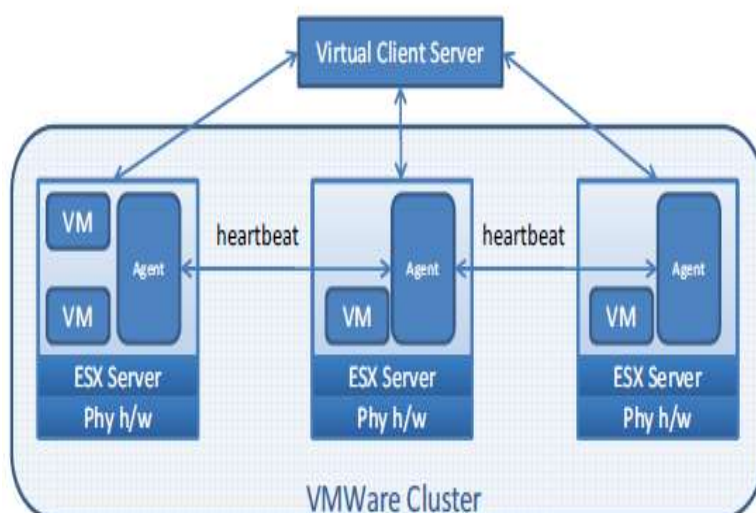 Virtual Client Server
VM
Agent
VM
ESX Server
Phy h/w
heartbeat
Agent
VM
ESX Server
Phy h/w
heartbeat
Agent
VM
ESX Server
Phy h/w
VMWare Cluster